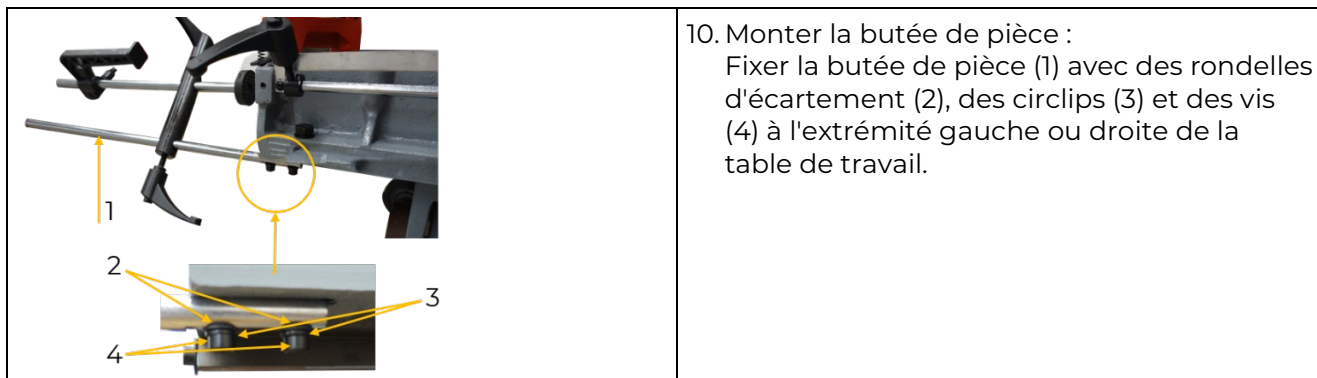 1
2
3
4
10. Monter la butée de pièce :
Fixer la butée de pièce (1) avec des rondelles
d'écartement (2), des circlips (3) et des vis
(4) à l'extrémité gauche ou droite de la
table de travail.